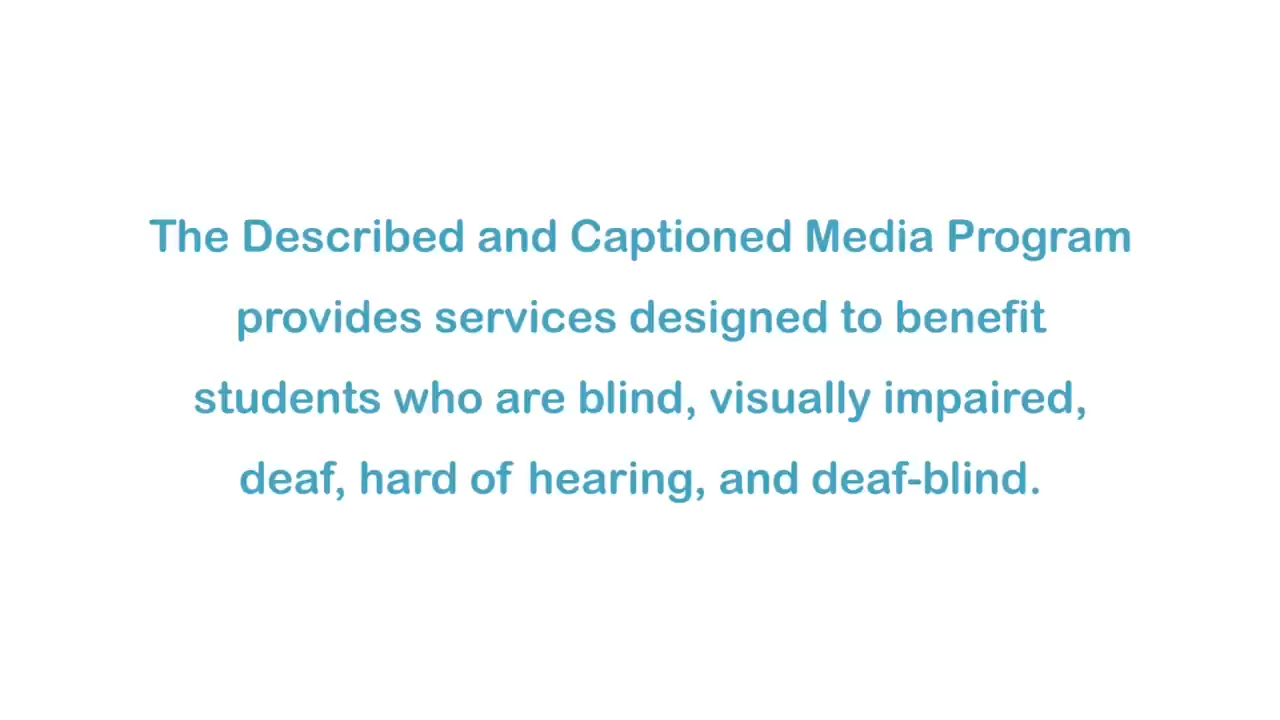 The Described and Captioned Media Program
provides services designed to benefit
students who are blind, visually impaired,
deaf, hard of hearing, and deaf-blind.